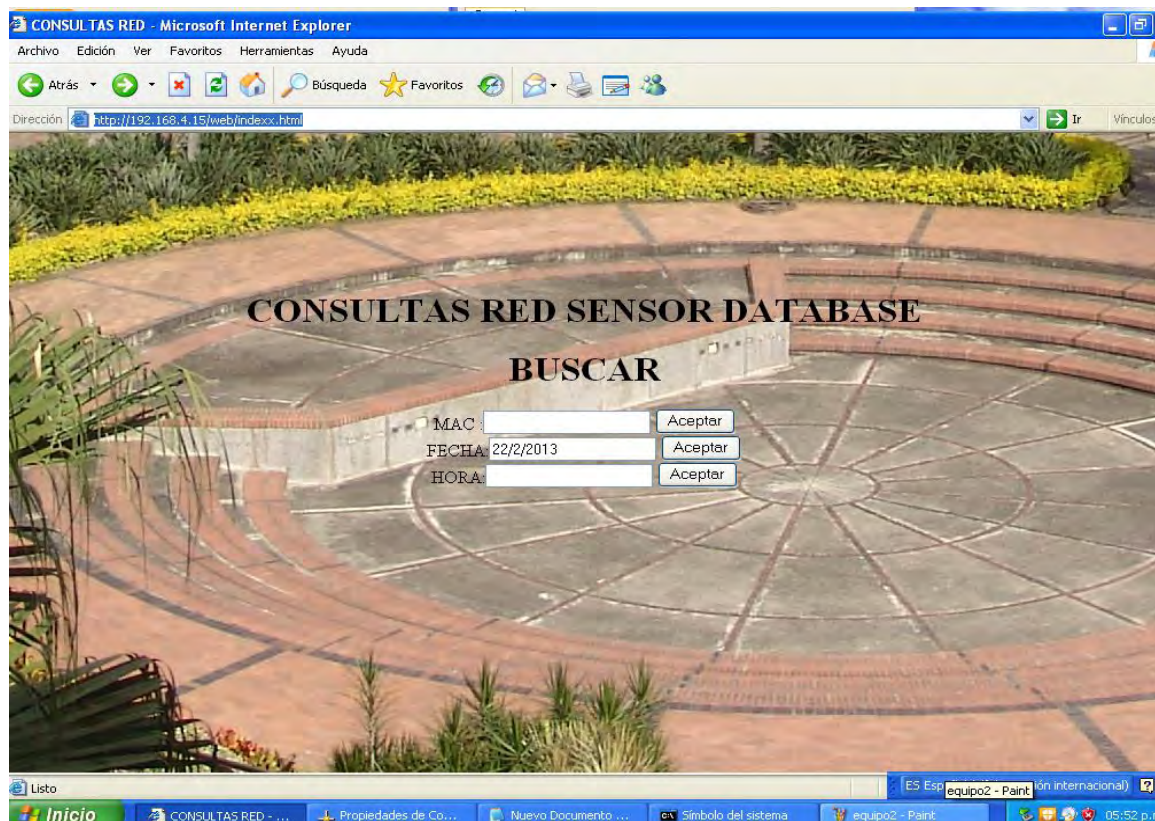 CONSULTAS RED - Microsoft Internet Explorer
Archivo Edición Ver Favoritos Herramientas Ayuda
Atrás Búsqueda Favoritos
Dirección http://192.168.4.15/web/indexx.html Ir Vínculos
CONSULTAS RED SENSOR DATABASE
BUSCAR
MAC : Aceptar
FECHA: 22/2/2013 Aceptar
HORA: Aceptar
Listo
ES Esp ión internacional)
equipo2 - Paint
Inicio CONSULTAS RED - ... Propiedades de Co... Nuevo Documento ... Símbolo del sistema equipo2 - Paint 05:52 p.